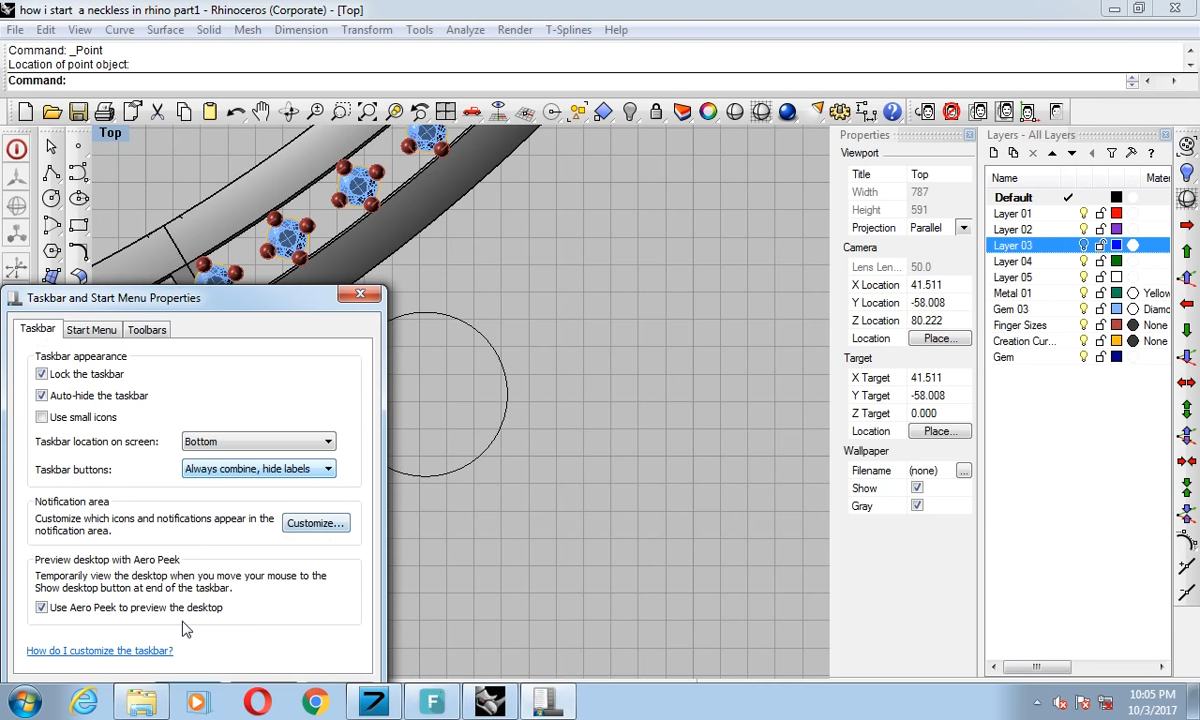 how i start a neckless in rhino part1 - Rhinoceros (Corporate) - [Top]
File Edit View Curve Surface Solid Mesh Dimension Transform Tools Analyze Render T-Splines Help
Command: _Point
Location of point object:
Command:
Top
Properties
Viewport
Title Top
Width 787
Height 591
Projection Parallel
Camera
Lens Len... 50.0
X Location 41.511
Y Location -58.008
Z Location 80.222
Location Place...
Target
X Target 41.511
Y Target -58.008
Z Target 0.000
Location Place...
Wallpaper
Filename (none) ...
Show
Gray
Layers - All Layers
Name Mater
Default
Layer 01
Layer 02
Layer 03
Layer 04
Layer 05
Metal 01 Yellow
Gem 03 Diamo
Finger Sizes None
Creation Cur... None
Gem
Taskbar and Start Menu Properties
Taskbar Start Menu Toolbars
Taskbar appearance
Lock the taskbar
Auto-hide the taskbar
Use small icons
Taskbar location on screen: Bottom
Taskbar buttons: Always combine, hide labels
Notification area
Customize which icons and notifications appear in the
notification area.
Customize...
Preview desktop with Aero Peek
Temporarily view the desktop when you move your mouse to the
Show desktop button at end of the taskbar.
Use Aero Peek to preview the desktop
How do I customize the taskbar?
10:05 PM
10/3/2017